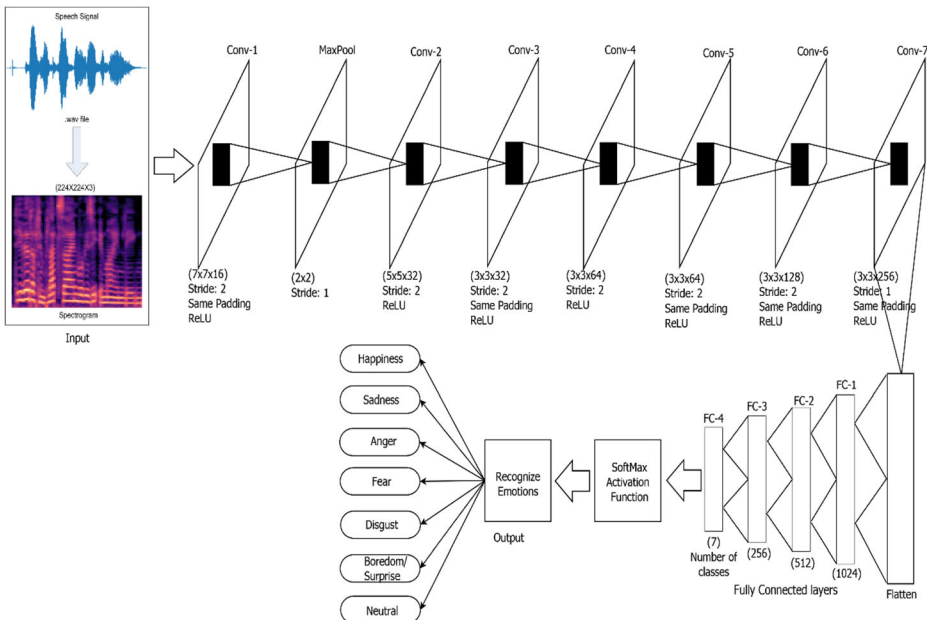 Speech Signal
.wav file
(224X224X3)
Spectrogram
Input
Conv-1
MaxPool
Conv-2
Conv-3
Conv-4
Conv-5
Conv-6
Conv-7
(7x7x16)
Stride: 2
Same Padding
ReLU
(2x2)
Stride: 1
(5x5x32)
Stride: 2
ReLU
(3x3x32)
Stride: 2
Same Padding
ReLU
(3x3x64)
Stride: 2
ReLU
(3x3x64)
Stride: 2
Same Padding
ReLU
(3x3x128)
Stride: 2
Same Padding
ReLU
(3x3x256)
Stride: 1
Same Padding
ReLU
Happiness
Sadness
Anger
Fear
Disgust
Boredom/
Surprise
Neutral
Recognize
Emotions
Output
SoftMax
Activation
Function
FC-4
(7)
Number of
classes
FC-3
(256)
FC-2
(512)
FC-1
(1024)
Fully Connected layers
Flatten